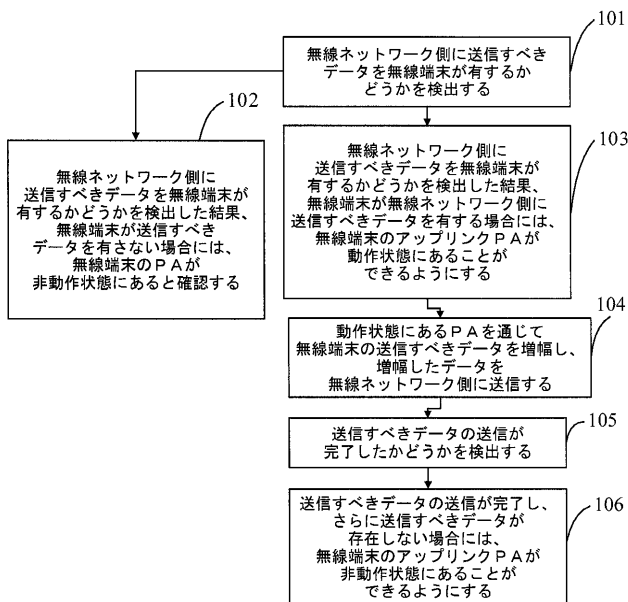 101
無線ネットワーク側に送信すべき
データを無線端末が有するか
どうかを検出する
102
無線ネットワーク側に
送信すべきデータを無線端末が
有するかどうかを検出した結果、
無線端末が送信すべき
データを有さない場合には、
無線端末のＰＡが
非動作状態にあると確認する
103
無線ネットワーク側に
送信すべきデータを無線端末が
有するかどうかを検出した結果、
無線端末が無線ネットワーク側に
送信すべきデータを有する場合には、
無線端末のアップリンクＰＡが
動作状態にあることが
できるようにする
104
動作状態にあるＰＡを通じて
無線端末の送信すべきデータを増幅し、
増幅したデータを
無線ネットワーク側に送信する
105
送信すべきデータの送信が
完了したかどうかを検出する
106
送信すべきデータの送信が完了し、
さらに送信すべきデータが
存在しない場合には、
無線端末のアップリンクＰＡが
非動作状態にあることが
できるようにする